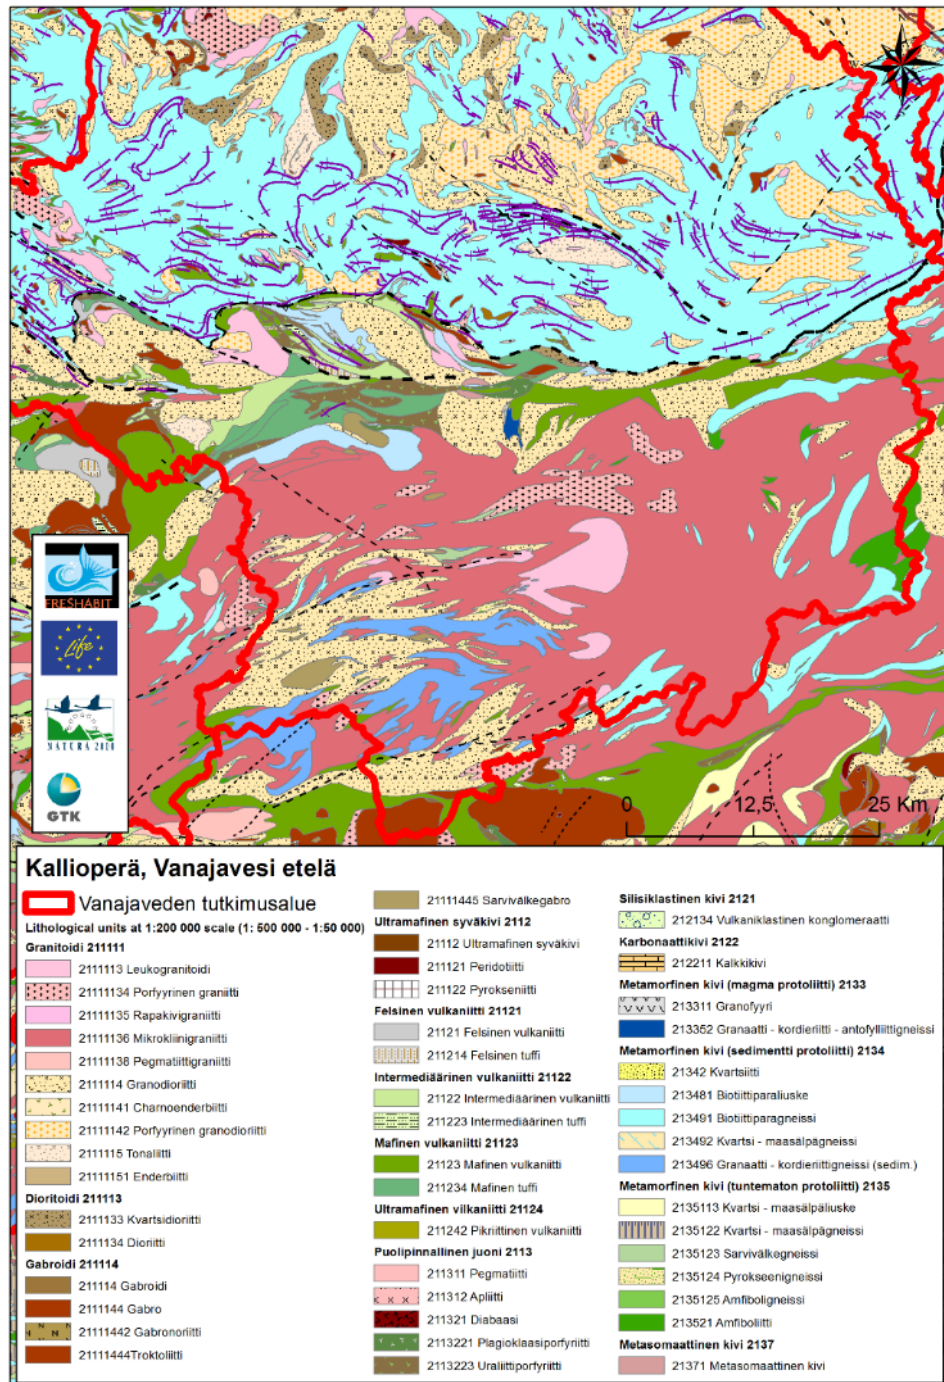 FRESHABIT
Life
NATURA 2000
GTK
0 12,5 25 Km
Kallioperä, Vanajavesi etelä
Vanajaveden tutkimusalue
Lithological units at 1:200 000 scale (1: 500 000 - 1:50 000)
Granitoidi 211111
2111113 Leukogranitoidi
21111134 Porfyyrinen graniitti
21111135 Rapakivigraniitti
21111136 Mikrokliinigraniitti
21111138 Pegmatiittigraniitti
2111114 Granodioriitti
21111141 Charnoenderbiitti
21111142 Porfyyrinen granodioriitti
2111115 Tonaliitti
21111151 Enderbiitti
Dioritoidi 211113
2111133 Kvartsidioriitti
2111134 Dioriitti
Gabroidi 211114
211114 Gabroidi
2111144 Gabro
21111442 Gabronoriitti
21111444Troktoliitti
21111445 Sarvivälkegabro
Ultramafinen syväkivi 2112
21112 Ultramafinen syväkivi
211121 Peridotiitti
211122 Pyrokseniitti
Felsinen vulkaniitti 21121
21121 Felsinen vulkaniitti
211214 Felsinen tuffi
Intermediäärinen vulkaniitti 21122
21122 Intermediäärinen vulkaniitti
211223 Intermediäärinen tuffi
Mafinen vulkaniitti 21123
21123 Mafinen vulkaniitti
211234 Mafinen tuffi
Ultramafinen vilkaniitti 21124
211242 Pikriittinen vulkaniitti
Puolipinnallinen juoni 2113
211311 Pegmatiitti
211312 Apliitti
211321 Diabaasi
2113221 Plagioklaasiporfyriitti
2113223 Uraliittiporfyriitti
Silisiklastinen kivi 2121
212134 Vulkaniklastinen konglomeraatti
Karbonaattikivi 2122
212211 Kalkkikivi
Metamorfinen kivi (magma protoliitti) 2133
213311 Granofyyri
213352 Granaatti - kordieriitti - antofylliittigneissi
Metamorfinen kivi (sedimentti protoliitti) 2134
21342 Kvartsiitti
213481 Biotiittiparaliuske
213491 Biotiittiparagneissi
213492 Kvartsi - maasälpägneissi
213496 Granaatti - kordieriittigneissi (sedim.)
Metamorfinen kivi (tuntematon protoliitti) 2135
2135113 Kvartsi - maasälpäliuske
2135122 Kvartsi - maasälpägneissi
2135123 Sarvivälkegneissi
2135124 Pyrokseenigneissi
2135125 Amfiboligneissi
213521 Amfiboliitti
Metasomaattinen kivi 2137
21371 Metasomaattinen kivi